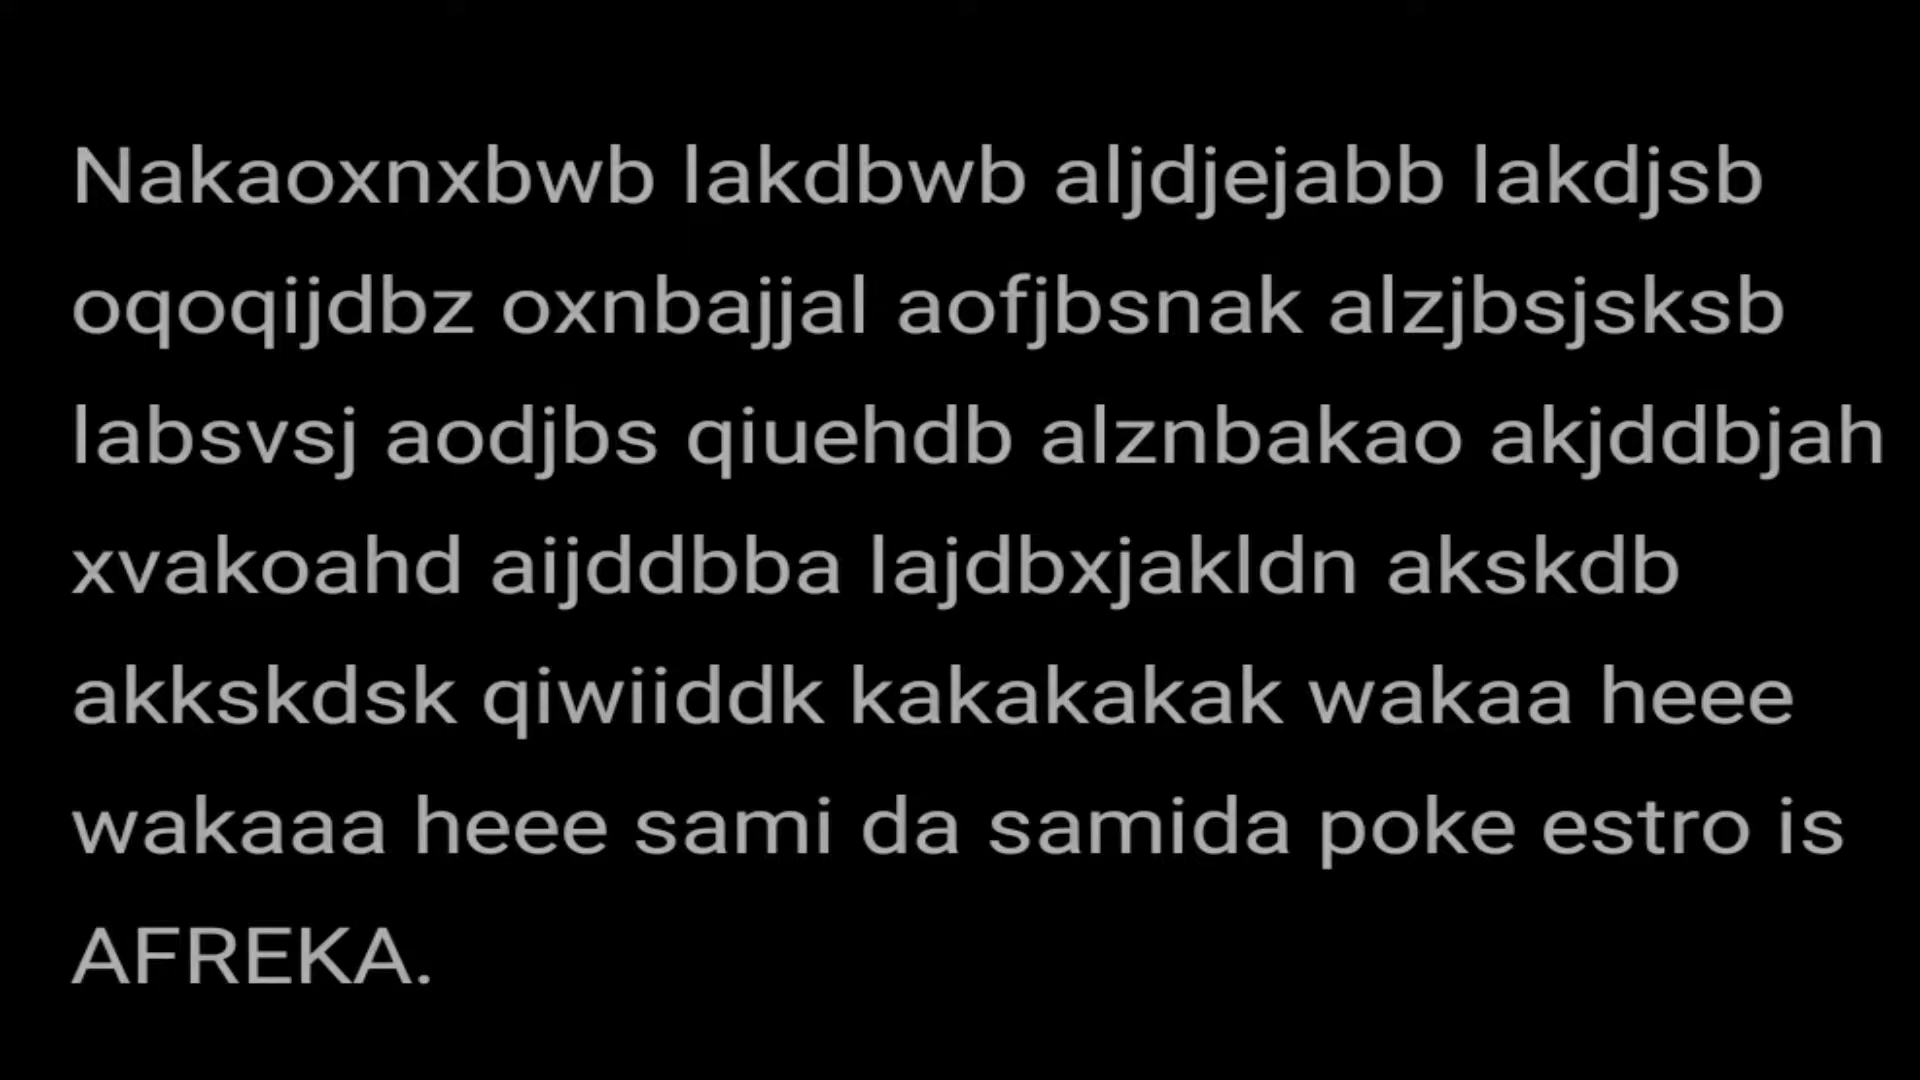 Nakaoxnxbwb lakdbwb aljdjejabb lakdjsb
oqoqijdbz oxnbajjal aofjbsnak alzjbsjsksb
labsvsj aodjbs qiuehdb alznbakao akjddbjah
xvakoahd aijddbba lajdbxjakldn akskdb
akkskdsk qiwiiddk kakakakak wakaa heee
wakaaa heee sami da samida poke estro is
AFREKA.